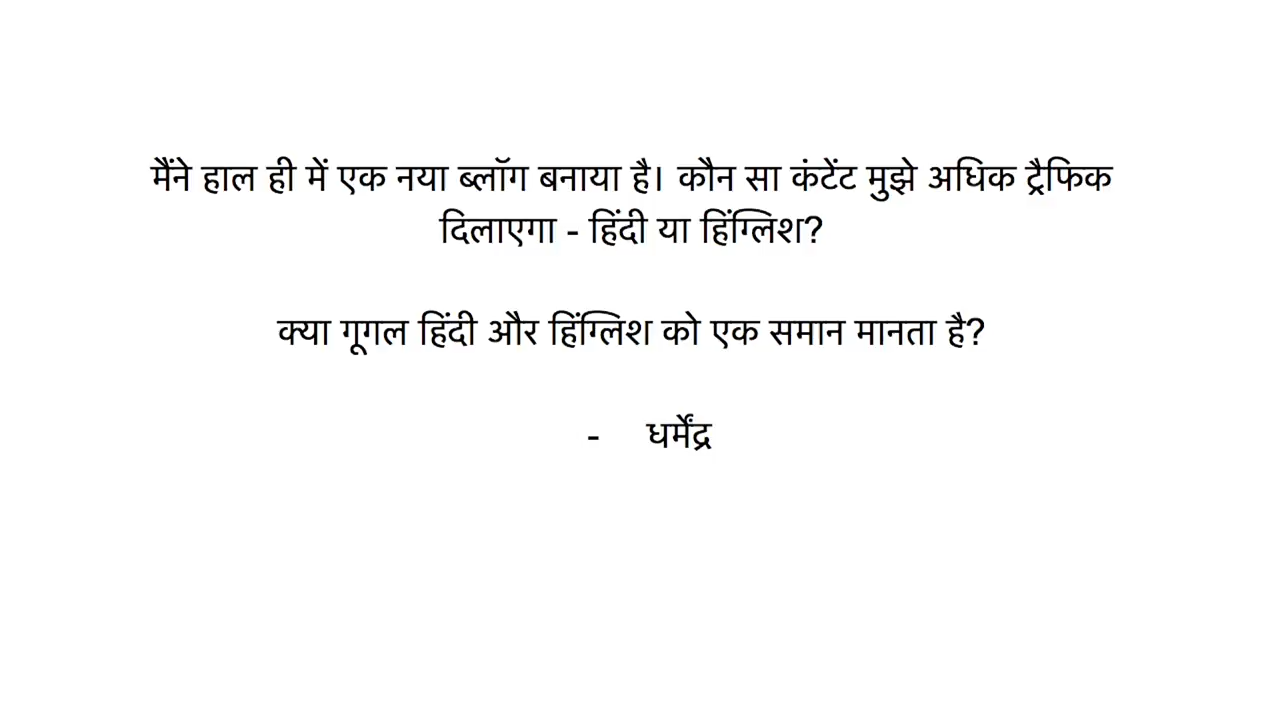 मैंने हाल ही में एक नया ब्लॉग बनाया है। कौन सा कंटेंट मुझे अधिक ट्रैफिक
दिलाएगा - हिंदी या हिंग्लिश?
क्या गूगल हिंदी और हिंग्लिश को एक समान मानता है?
- धर्मेंद्र